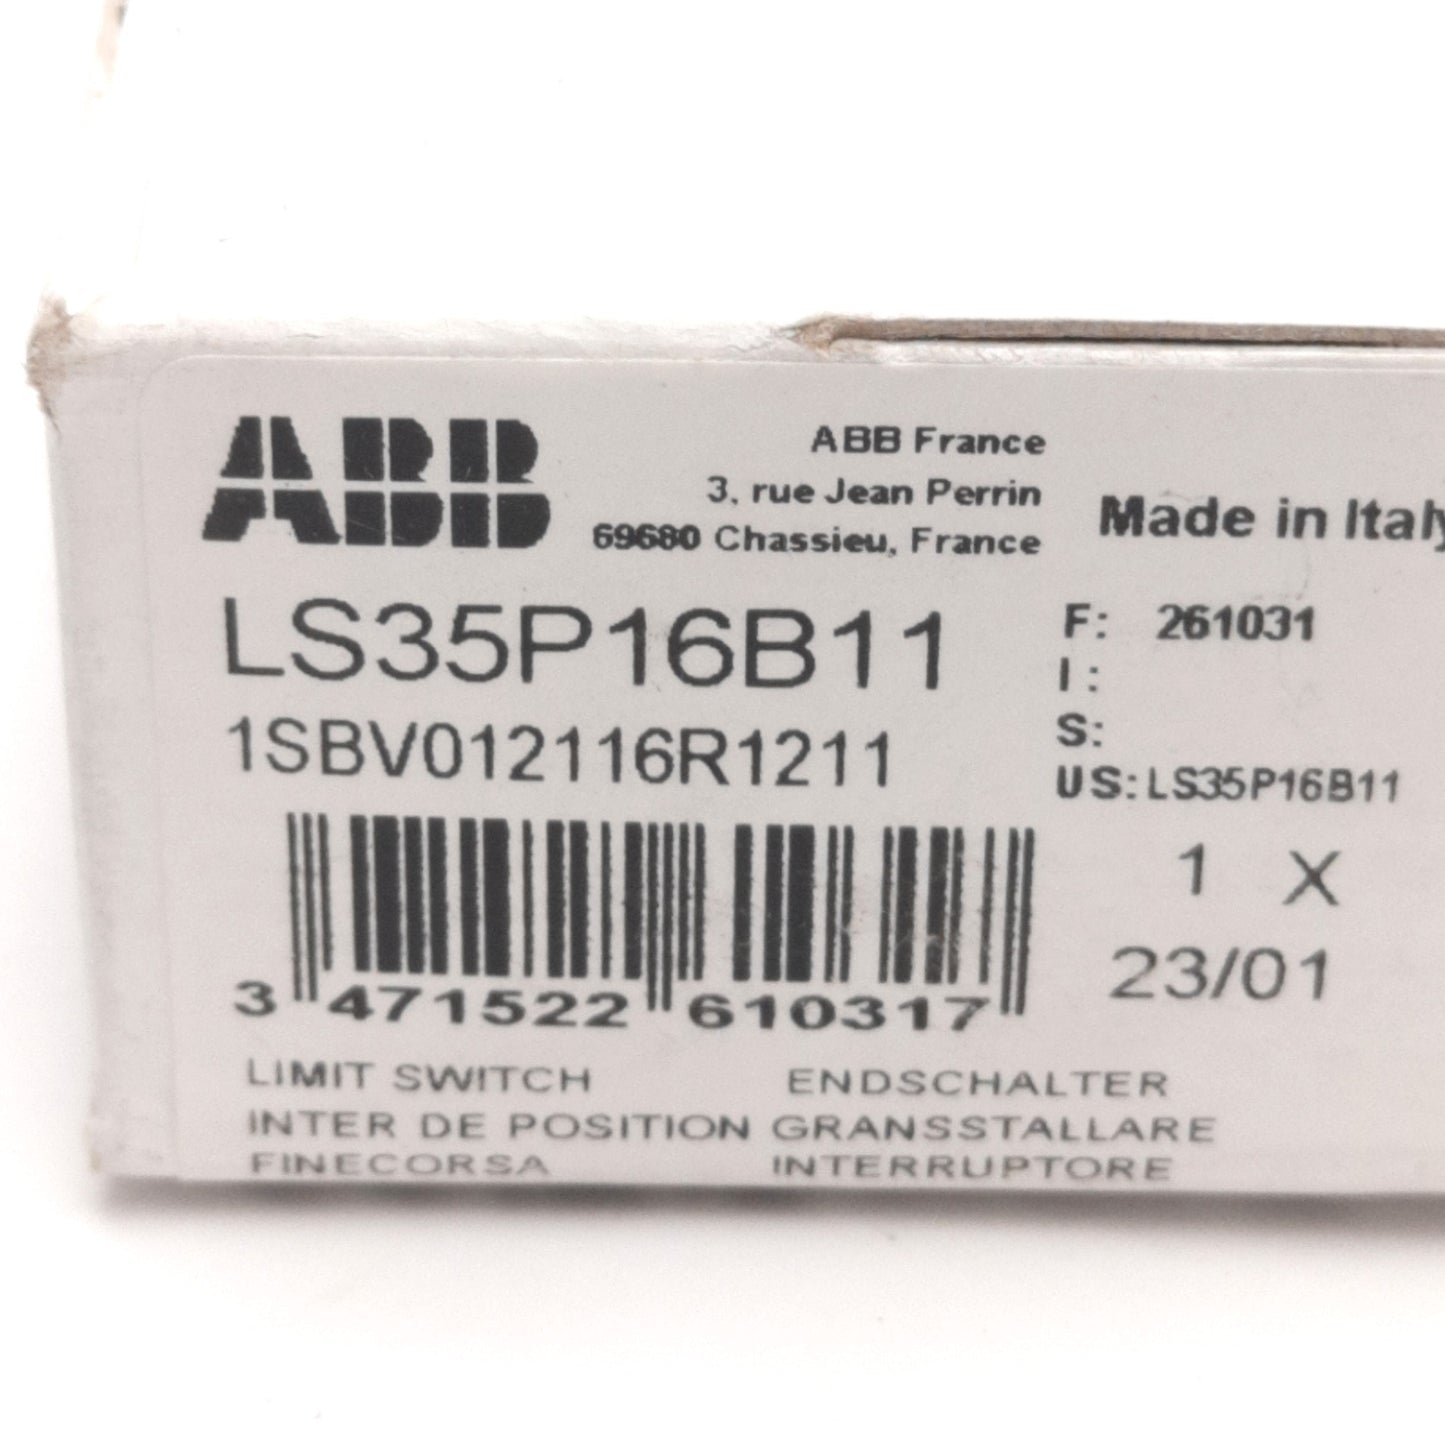 ABB
ABB France
3, rue Jean Perrin
69680 Chassieu, France
Made in Italy
LS35P16B11
1SBV012116R1211
F: 261031
I:
S:
US:LS35P16B11
1 X
23/01
3 471522 610317
LIMIT SWITCH ENDSCHALTER
INTER DE POSITION GRANSSTALLARE
FINECORSA INTERRUPTORE